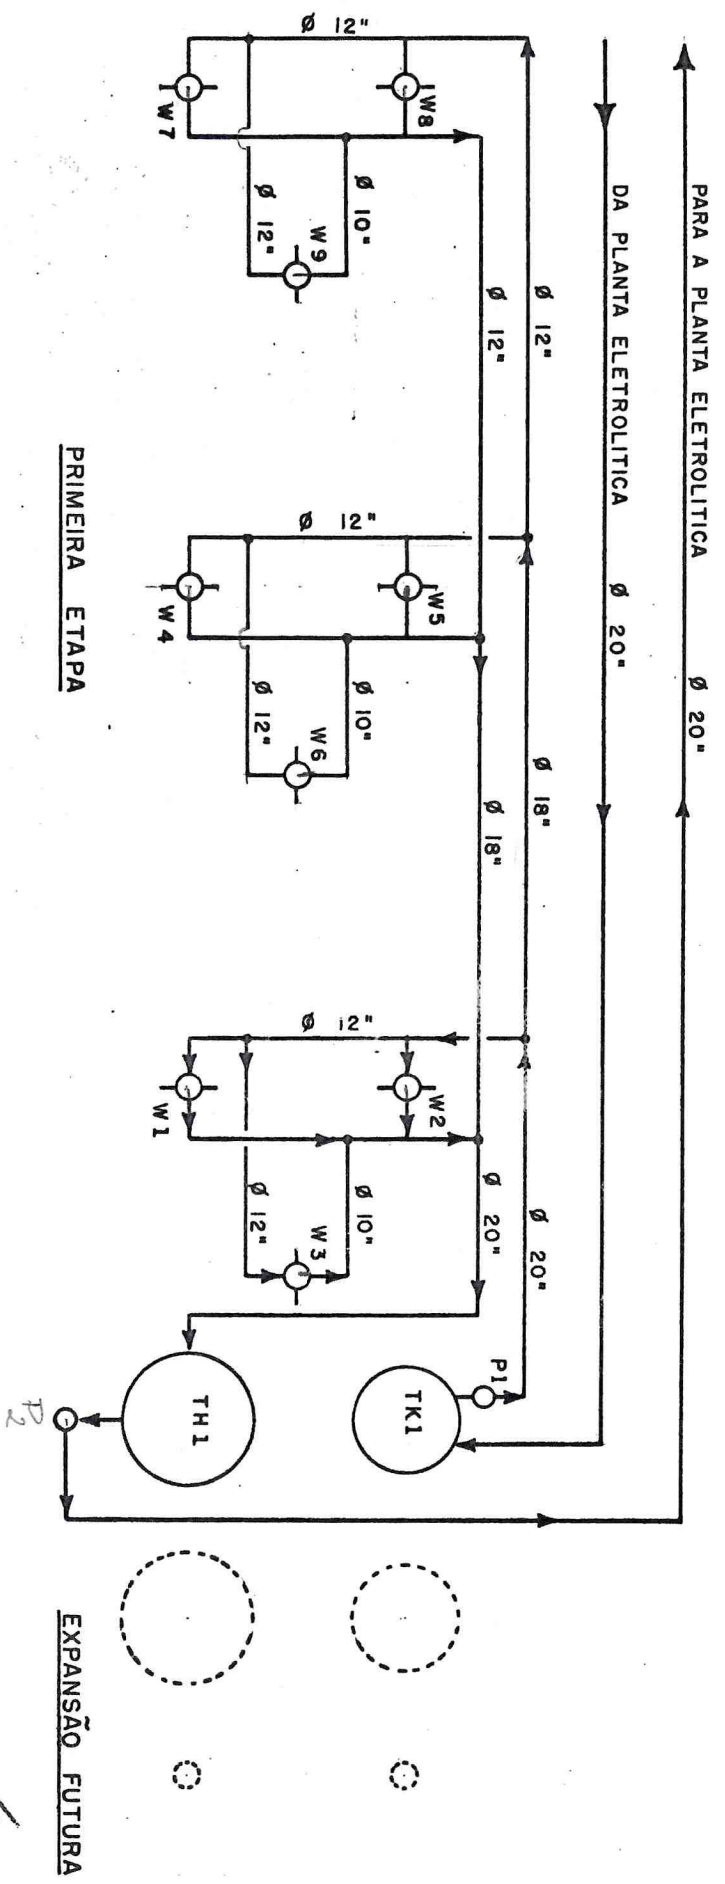 PARA A PLANTA ELETROLITICA Ø 20"
DA PLANTA ELETROLITICA Ø 20"
Ø 12"
Ø 18"
Ø 20"
Ø 12"
Ø 18"
Ø 20"
P1
Ø 12"
W8
Ø 10"
W9
Ø 12"
W7
Ø 12"
W5
Ø 10"
W6
Ø 12"
W4
Ø 12"
W2
Ø 10"
W3
Ø 12"
W1
TK1
TH1
PRIMEIRA ETAPA
EXPANSÃO FUTURA